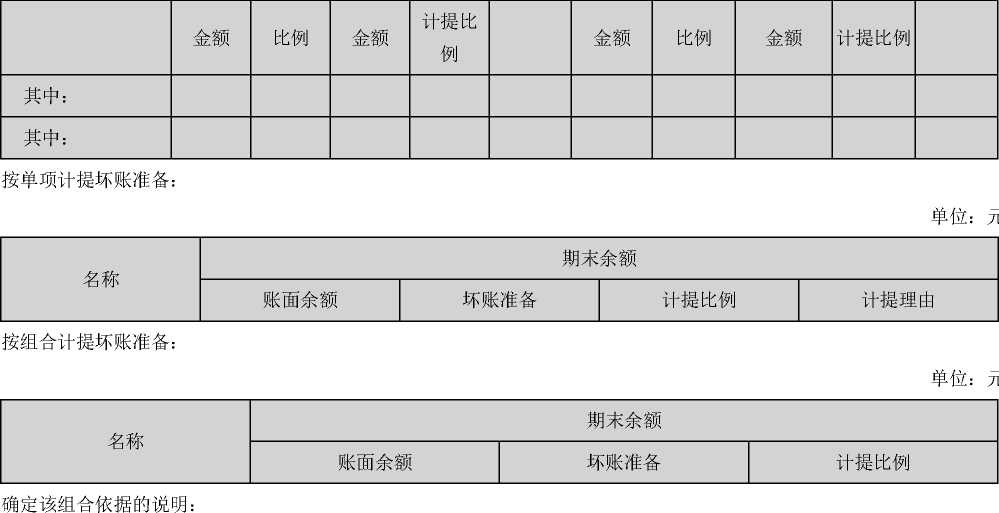 金额 比例 金额 计提比例 金额 比例 金额 计提比例
其中：
其中：
按单项计提坏账准备：
单位：元
名称 期末余额
账面余额 坏账准备 计提比例 计提理由
按组合计提坏账准备：
单位：元
名称 期末余额
账面余额 坏账准备 计提比例
确定该组合依据的说明：